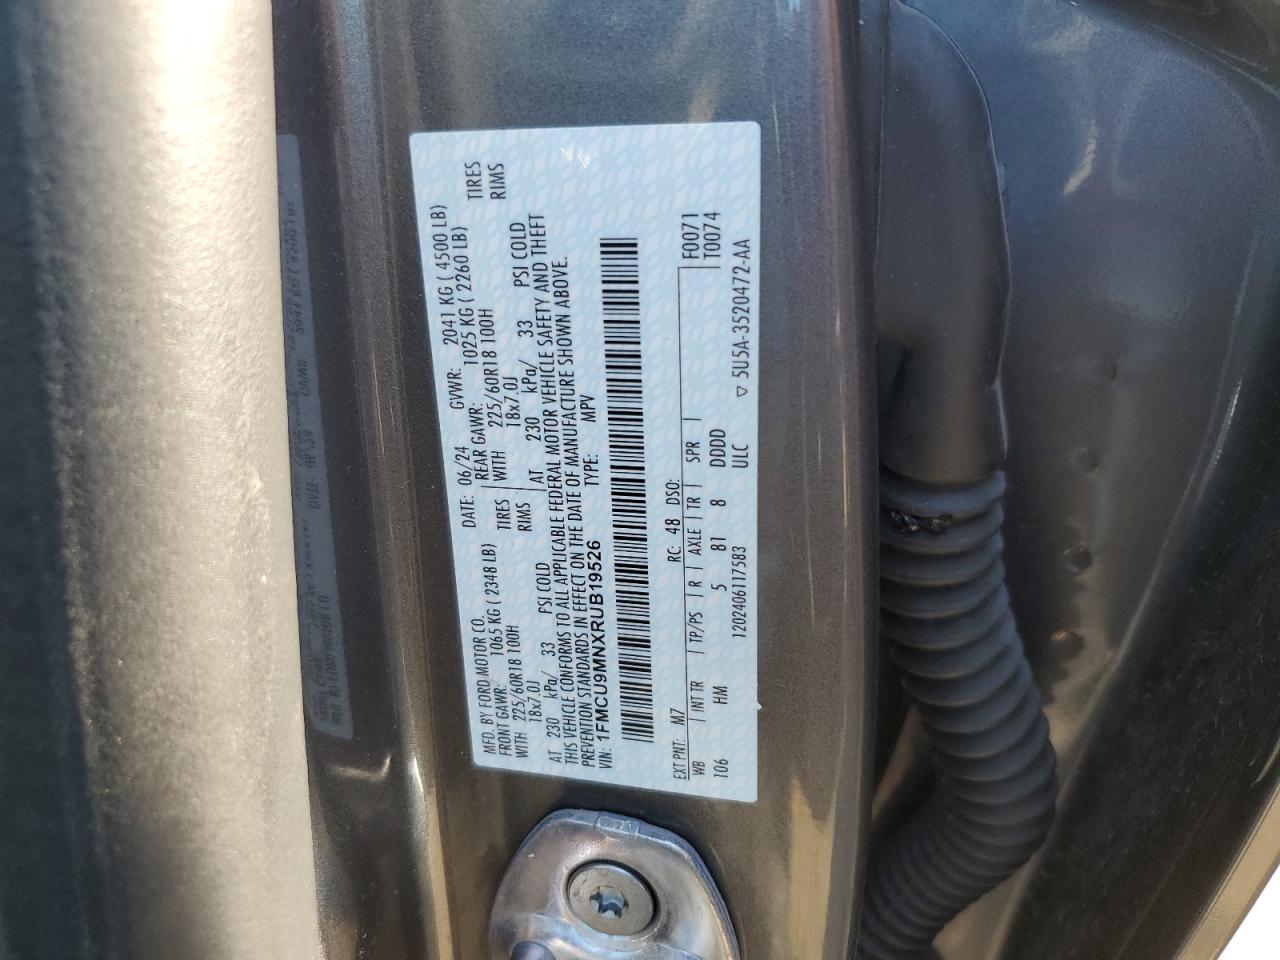 MFD. BY FORD MOTOR CO.
DATE: 06/24 GVWR: 2041 KG ( 4500 LB)
FRONT GAWR: 1065 KG ( 2348 LB) REAR GAWR: 1025 KG ( 2260 LB)
WITH 225/60R18 100H TIRES WITH 225/60R18 100H TIRES
18x7.0J RIMS 18x7.0J RIMS
AT 230 kPa/ 33 PSI COLD AT 230 kPa/ 33 PSI COLD
THIS VEHICLE CONFORMS TO ALL APPLICABLE FEDERAL MOTOR VEHICLE SAFETY AND THEFT
PREVENTION STANDARDS IN EFFECT ON THE DATE OF MANUFACTURE SHOWN ABOVE.
VIN: 1FMCU9MNXRUB19526 TYPE: MPV
EXT PNT: M7 RC: 48 DSO: F0071
WB INT TR TP/PS R AXLE TR SPR T0074
106 HM 5 81 8 DDDD
120240611 7583 ULC ▽ 5U5A-3520472-AA